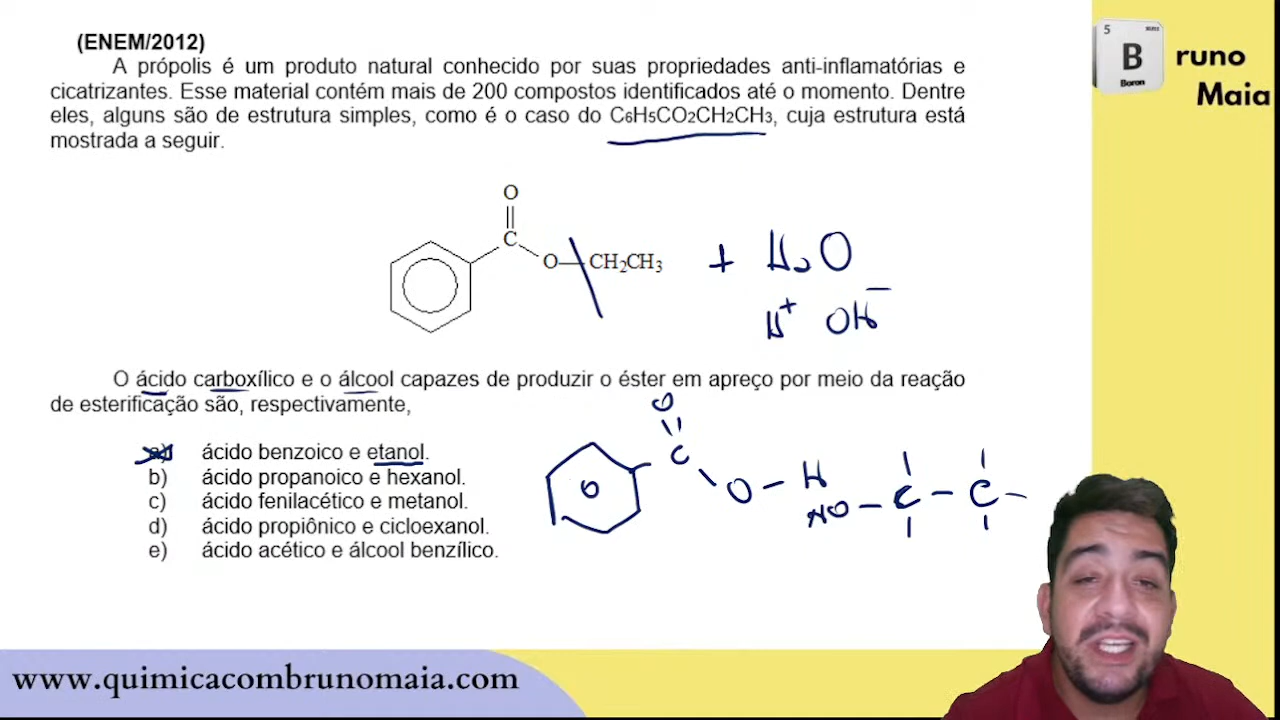 (ENEM/2012)
A própolis é um produto natural conhecido por suas propriedades anti-inflamatórias e
cicatrizantes. Esse material contém mais de 200 compostos identificados até o momento. Dentre
eles, alguns são de estrutura simples, como é o caso do C6H5CO2CH2CH3, cuja estrutura está
mostrada a seguir.
5
B
Boron
runo
Maia
O
C
O—CH2CH3
+ H2O
H+ OH−
O ácido carboxílico e o álcool capazes de produzir o éster em apreço por meio da reação
de esterificação são, respectivamente,
a) ácido benzoico e etanol.
b) ácido propanoico e hexanol.
c) ácido fenilacético e metanol.
d) ácido propiônico e cicloexanol.
e) ácido acético e álcool benzílico.
O
C
O – H
HO – C – C –
www.quimicacombrunomaia.com